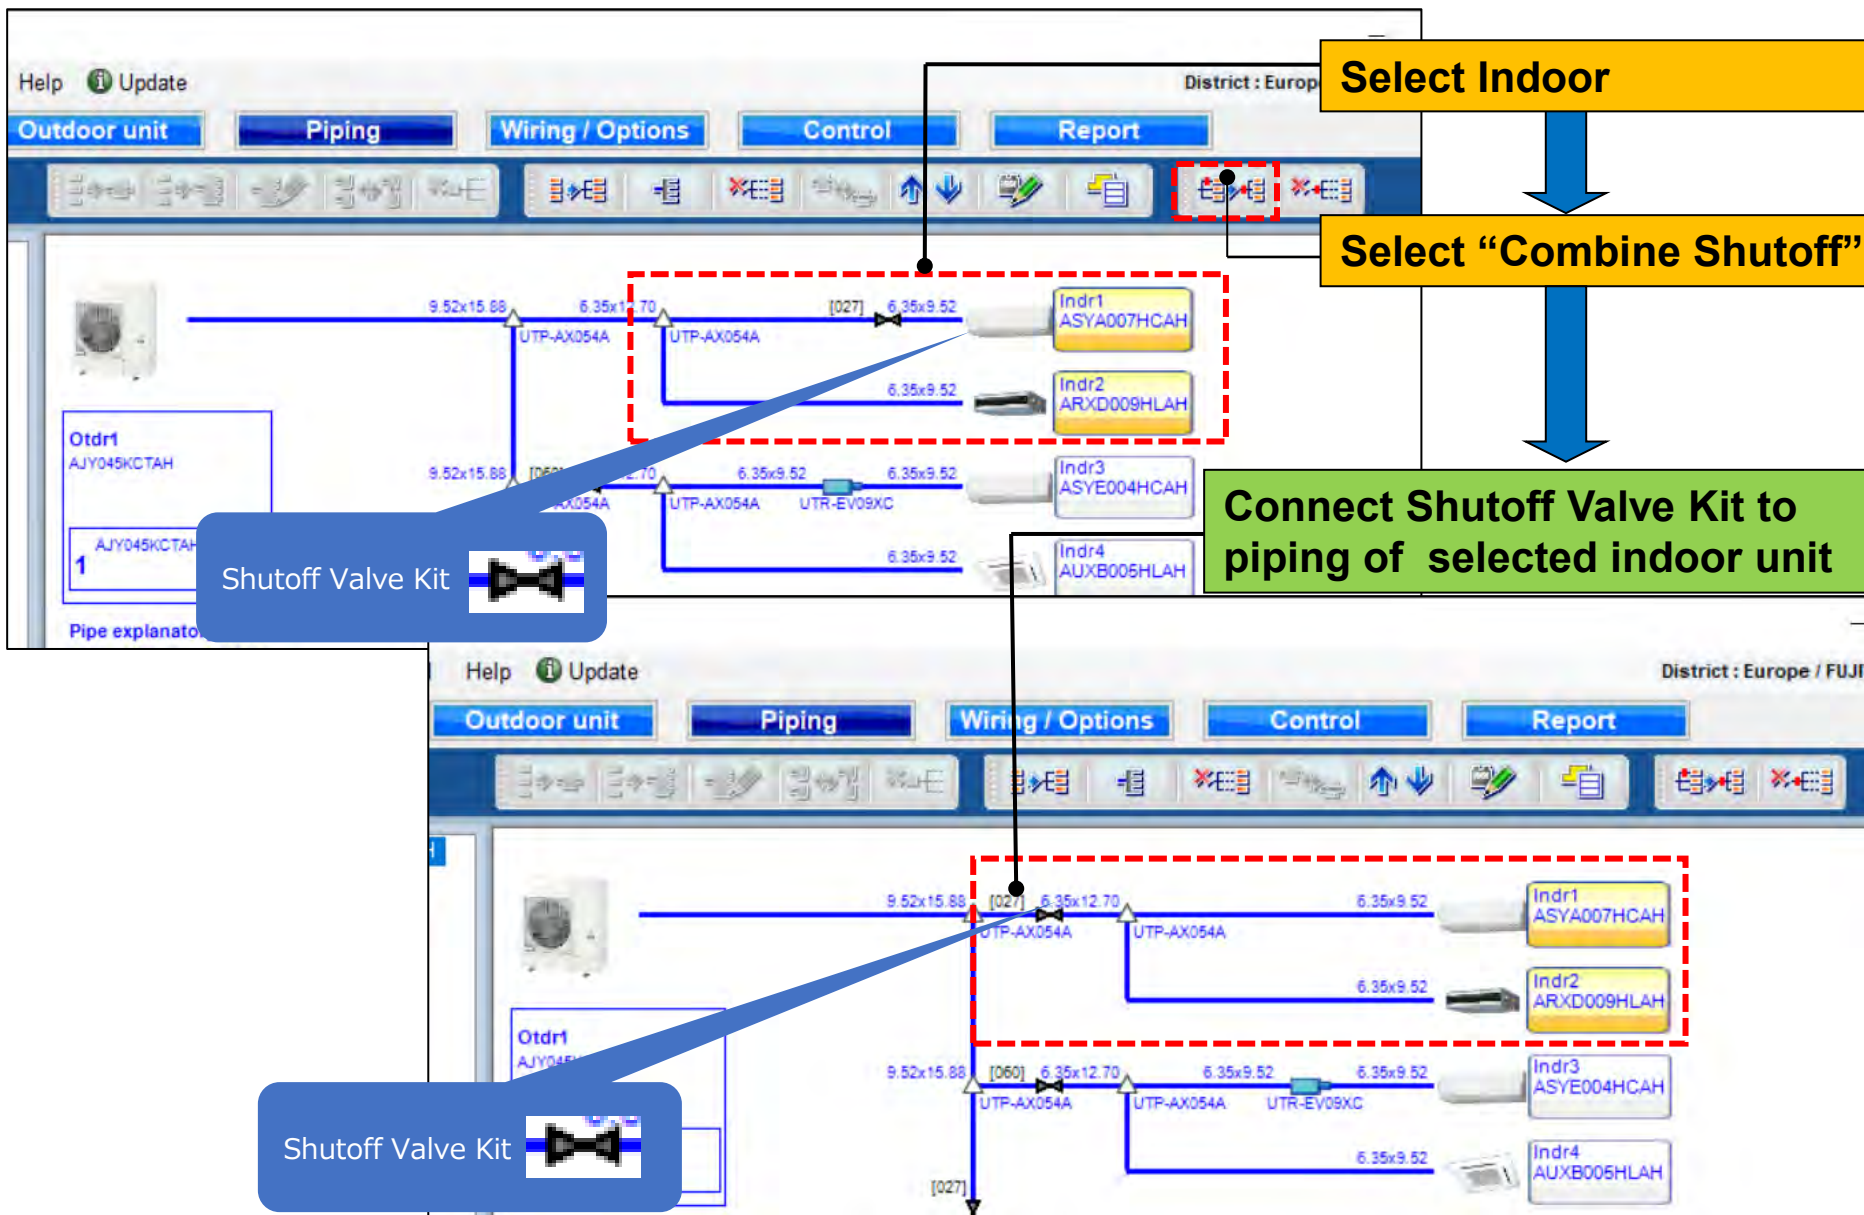 Help Update
District : Europe
Outdoor unit
Piping
Wiring / Options
Control
Report
Select Indoor
Select “Combine Shutoff”
Connect Shutoff Valve Kit to
piping of selected indoor unit
9.52x15.88
6.35x12.70
[027]
6.35x9.52
UTP-AX054A
UTP-AX054A
Indr1
ASYA007HCAH
6.35x9.52
Indr2
ARXD009HLAH
Otdr1
AJY045KCTAH
AJY045KCTAH
1
9.52x15.88
6.35x9.52
6.35x9.52
UTP-AX054A
UTR-EV09XC
Indr3
ASYE004HCAH
6.35x9.52
Indr4
AUXB005HLAH
Shutoff Valve Kit
Help Update
District : Europe / FUJI
Outdoor unit
Piping
Wiring / Options
Control
Report
9.52x15.88
[027]
6.35x12.70
6.35x9.52
UTP-AX054A
UTP-AX054A
Indr1
ASYA007HCAH
6.35x9.52
Indr2
ARXD009HLAH
Otdr1
9.52x15.88
[060]
6.35x12.70
6.35x9.52
6.35x9.52
UTP-AX054A
UTP-AX054A
UTR-EV09XC
Indr3
ASYE004HCAH
6.35x9.52
Indr4
AUXB005HLAH
Shutoff Valve Kit
[027]